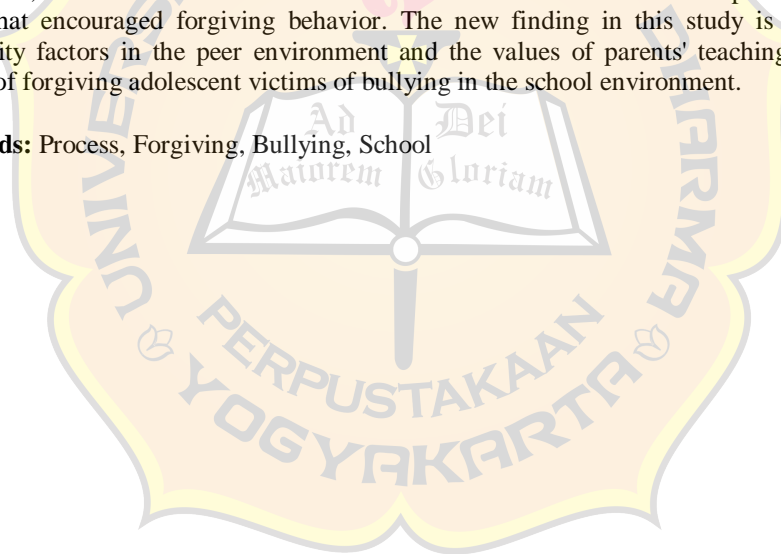 hat encouraged forgiving behavior. The new finding in this study is
ity factors in the peer environment and the values of parents' teaching
of forgiving adolescent victims of bullying in the school environment.
ds: Process, Forgiving, Bullying, School
Ad Dei
Maiorem Gloriam
DHARMA
PERPUSTAKAAN
YOGYAKARTA